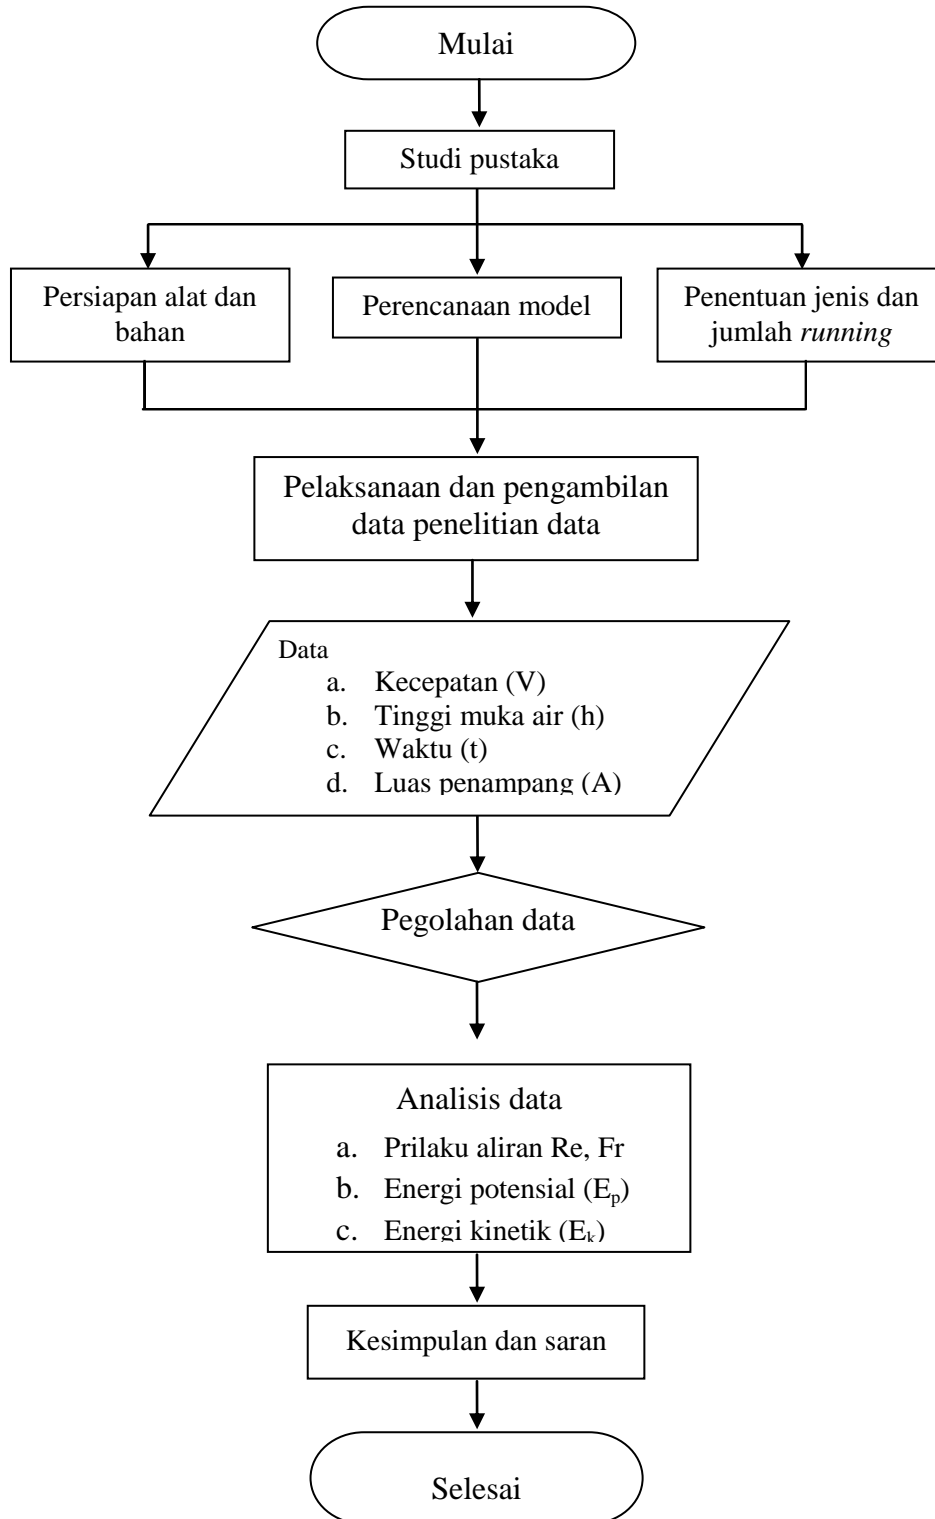 Mulai
Studi pustaka
Persiapan alat dan
bahan
Perencanaan model
Penentuan jenis dan
jumlah running
Pelaksanaan dan pengambilan
data penelitian data
Data
a. Kecepatan (V)
b. Tinggi muka air (h)
c. Waktu (t)
d. Luas penampang (A)
Pegolahan data
Analisis data
a. Prilaku aliran Re, Fr
b. Energi potensial (Eₚ)
c. Energi kinetik (Eₖ)
Kesimpulan dan saran
Selesai